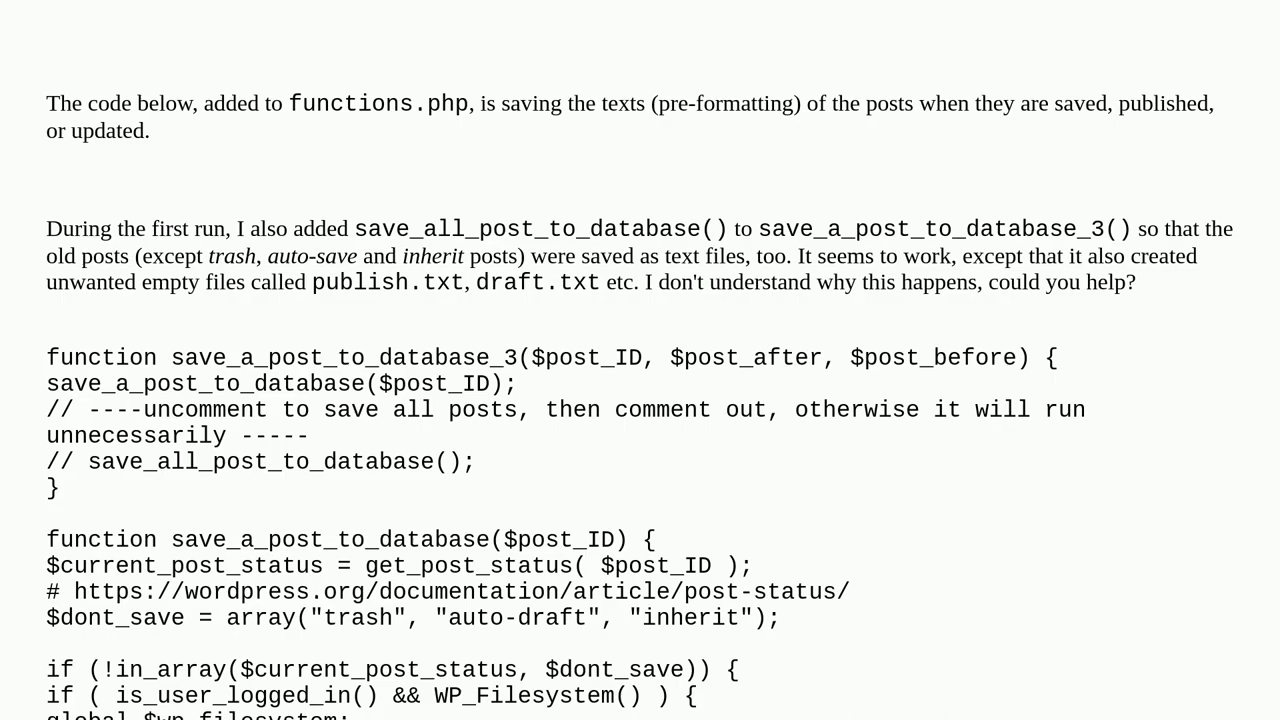 The code below, added to functions.php, is saving the texts (pre-formatting) of the posts when they are saved, published,
or updated.
During the first run, I also added save_all_post_to_database() to save_a_post_to_database_3() so that the
old posts (except trash, auto-save and inherit posts) were saved as text files, too. It seems to work, except that it also created
unwanted empty files called publish.txt, draft.txt etc. I don't understand why this happens, could you help?
function save_a_post_to_database_3($post_ID, $post_after, $post_before) {
save_a_post_to_database($post_ID);
// ----uncomment to save all posts, then comment out, otherwise it will run
unnecessarily -----
// save_all_post_to_database();
}
function save_a_post_to_database($post_ID) {
$current_post_status = get_post_status( $post_ID );
# https://wordpress.org/documentation/article/post-status/
$dont_save = array("trash", "auto-draft", "inherit");
if (!in_array($current_post_status, $dont_save)) {
if ( is_user_logged_in() && WP_Filesystem() ) {
global $wp_filesystem;